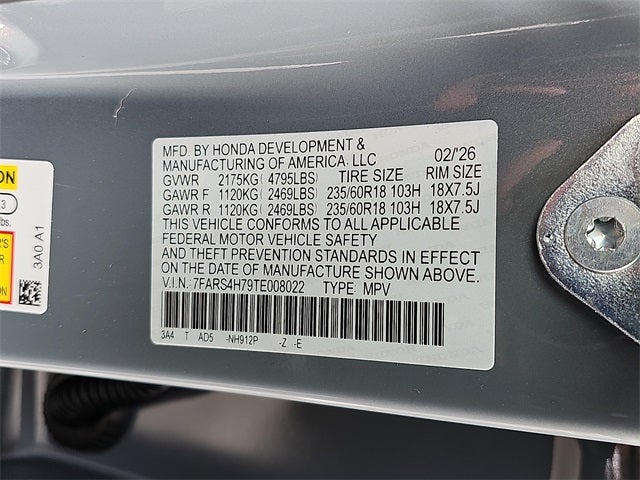 MFD. BY HONDA DEVELOPMENT &
MANUFACTURING OF AMERICA, LLC 02/'26
GVWR 2175KG( 4795LBS) TIRE SIZE RIM SIZE
GAWR F 1120KG( 2469LBS) 235/60R18 103H 18X7.5J
GAWR R 1120KG( 2469LBS) 235/60R18 103H 18X7.5J
THIS VEHICLE CONFORMS TO ALL APPLICABLE
FEDERAL MOTOR VEHICLE SAFETY
AND THEFT PREVENTION STANDARDS IN EFFECT
ON THE DATE OF MANUFACTURE SHOWN ABOVE.
V.I.N.: 7FARS4H79TE008022 TYPE: MPV
3A4 T AD5 -NH912P -Z -E
ON
3
lbs.
R'S
R
3A0 A1